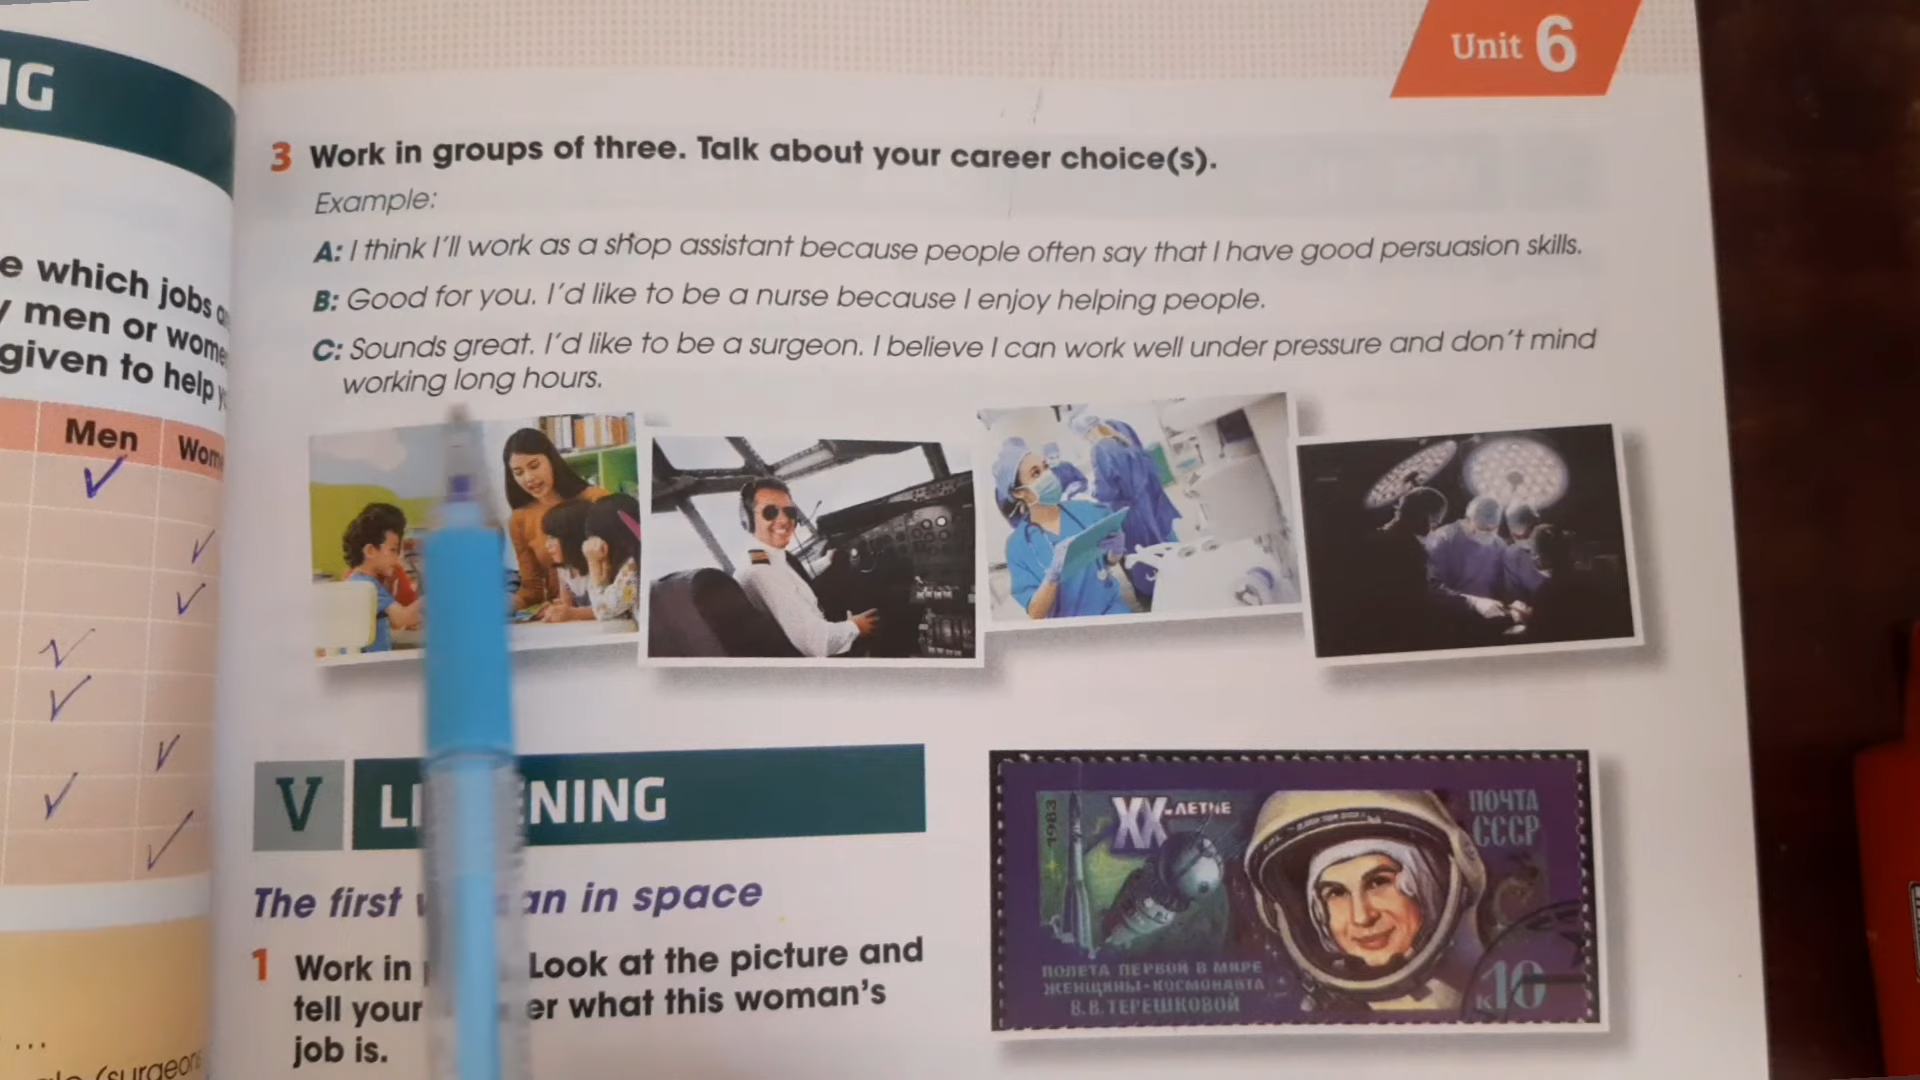 IG
e which jobs
men or
given to help
Men
Unit 6
3 Work in groups of three. Talk about your career choice(s).
Example:
A: I think I'll work as a shop assistant because people often say that I have good persuasion skills.
B: Good for you. I'd like to be a nurse because I enjoy helping people.
C: Sounds great. I'd like to be a surgeon. I believe I can work well under pressure and don't mind
working long hours.
V LI NING
The first an in space
1 Work in Look at the picture and
tell your er what this woman's
job is.
1983
XX-ЛЕТИЕ
ПОЧТА
СССР
ПОЛЕТА ПЕРВОЙ В МИРЕ
ЖЕНЩИНЫ-КОСМОНАВТА
В.В.ТЕРЕШКОВОЙ
к10
...